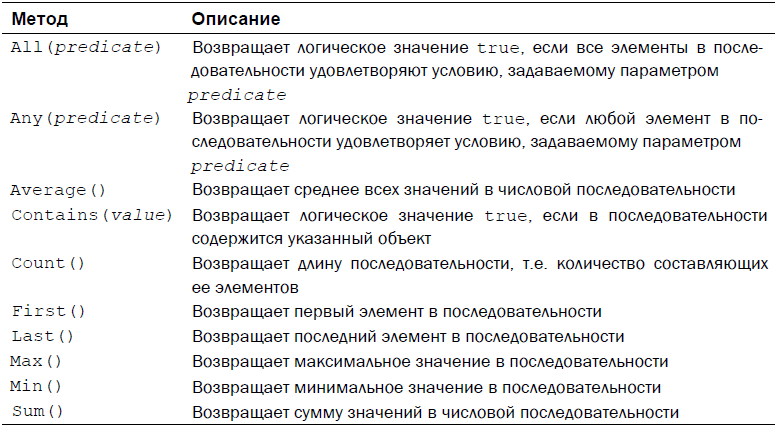 Метод Описание
All(predicate) Возвращает логическое значение true, если все элементы в после-
довательности удовлетворяют условию, задаваемому параметром
predicate
Any(predicate) Возвращает логическое значение true, если любой элемент в по-
следовательности удовлетворяет условию, задаваемому параметром
predicate
Average() Возвращает среднее всех значений в числовой последовательности
Contains(value) Возвращает логическое значение true, если в последовательности
содержится указанный объект
Count() Возвращает длину последовательности, т.е. количество составляющих
ее элементов
First() Возвращает первый элемент в последовательности
Last() Возвращает последний элемент в последовательности
Max() Возвращает максимальное значение в последовательности
Min() Возвращает минимальное значение в последовательности
Sum() Возвращает сумму значений в числовой последовательности